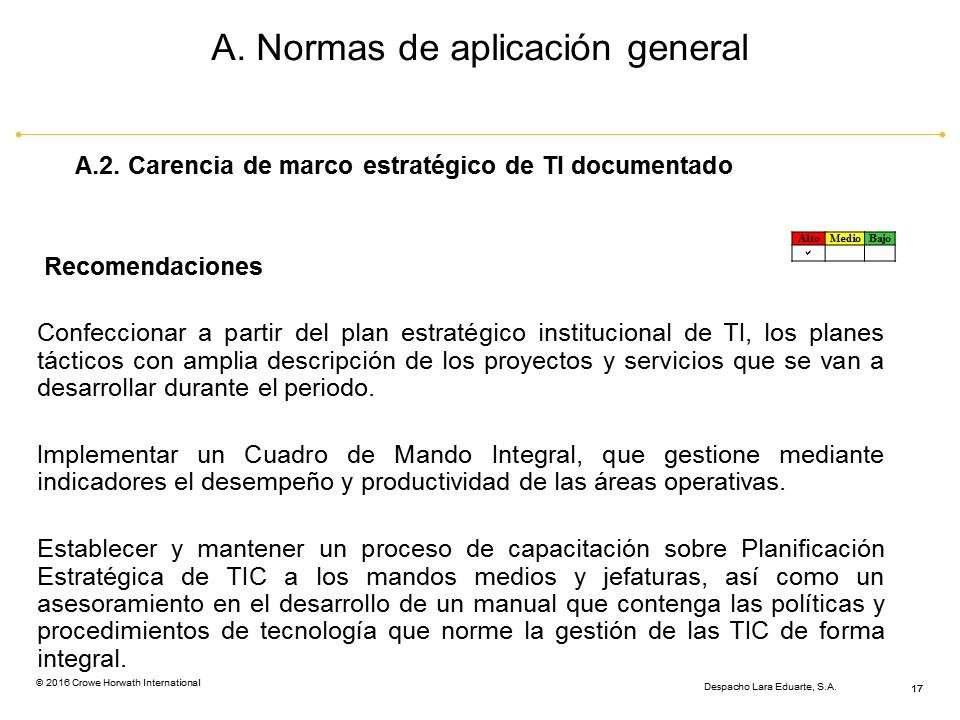 A. Normas de aplicación general
A.2. Carencia de marco estratégico de TI documentado
Alto Medio Bajo
✓
Recomendaciones
Confeccionar a partir del plan estratégico institucional de TI, los planes
tácticos con amplia descripción de los proyectos y servicios que se van a
desarrollar durante el periodo.
Implementar un Cuadro de Mando Integral, que gestione mediante
indicadores el desempeño y productividad de las áreas operativas.
Establecer y mantener un proceso de capacitación sobre Planificación
Estratégica de TIC a los mandos medios y jefaturas, así como un
asesoramiento en el desarrollo de un manual que contenga las políticas y
procedimientos de tecnología que norme la gestión de las TIC de forma
integral.
© 2016 Crowe Horwath International
Despacho Lara Eduarte, S.A.
17